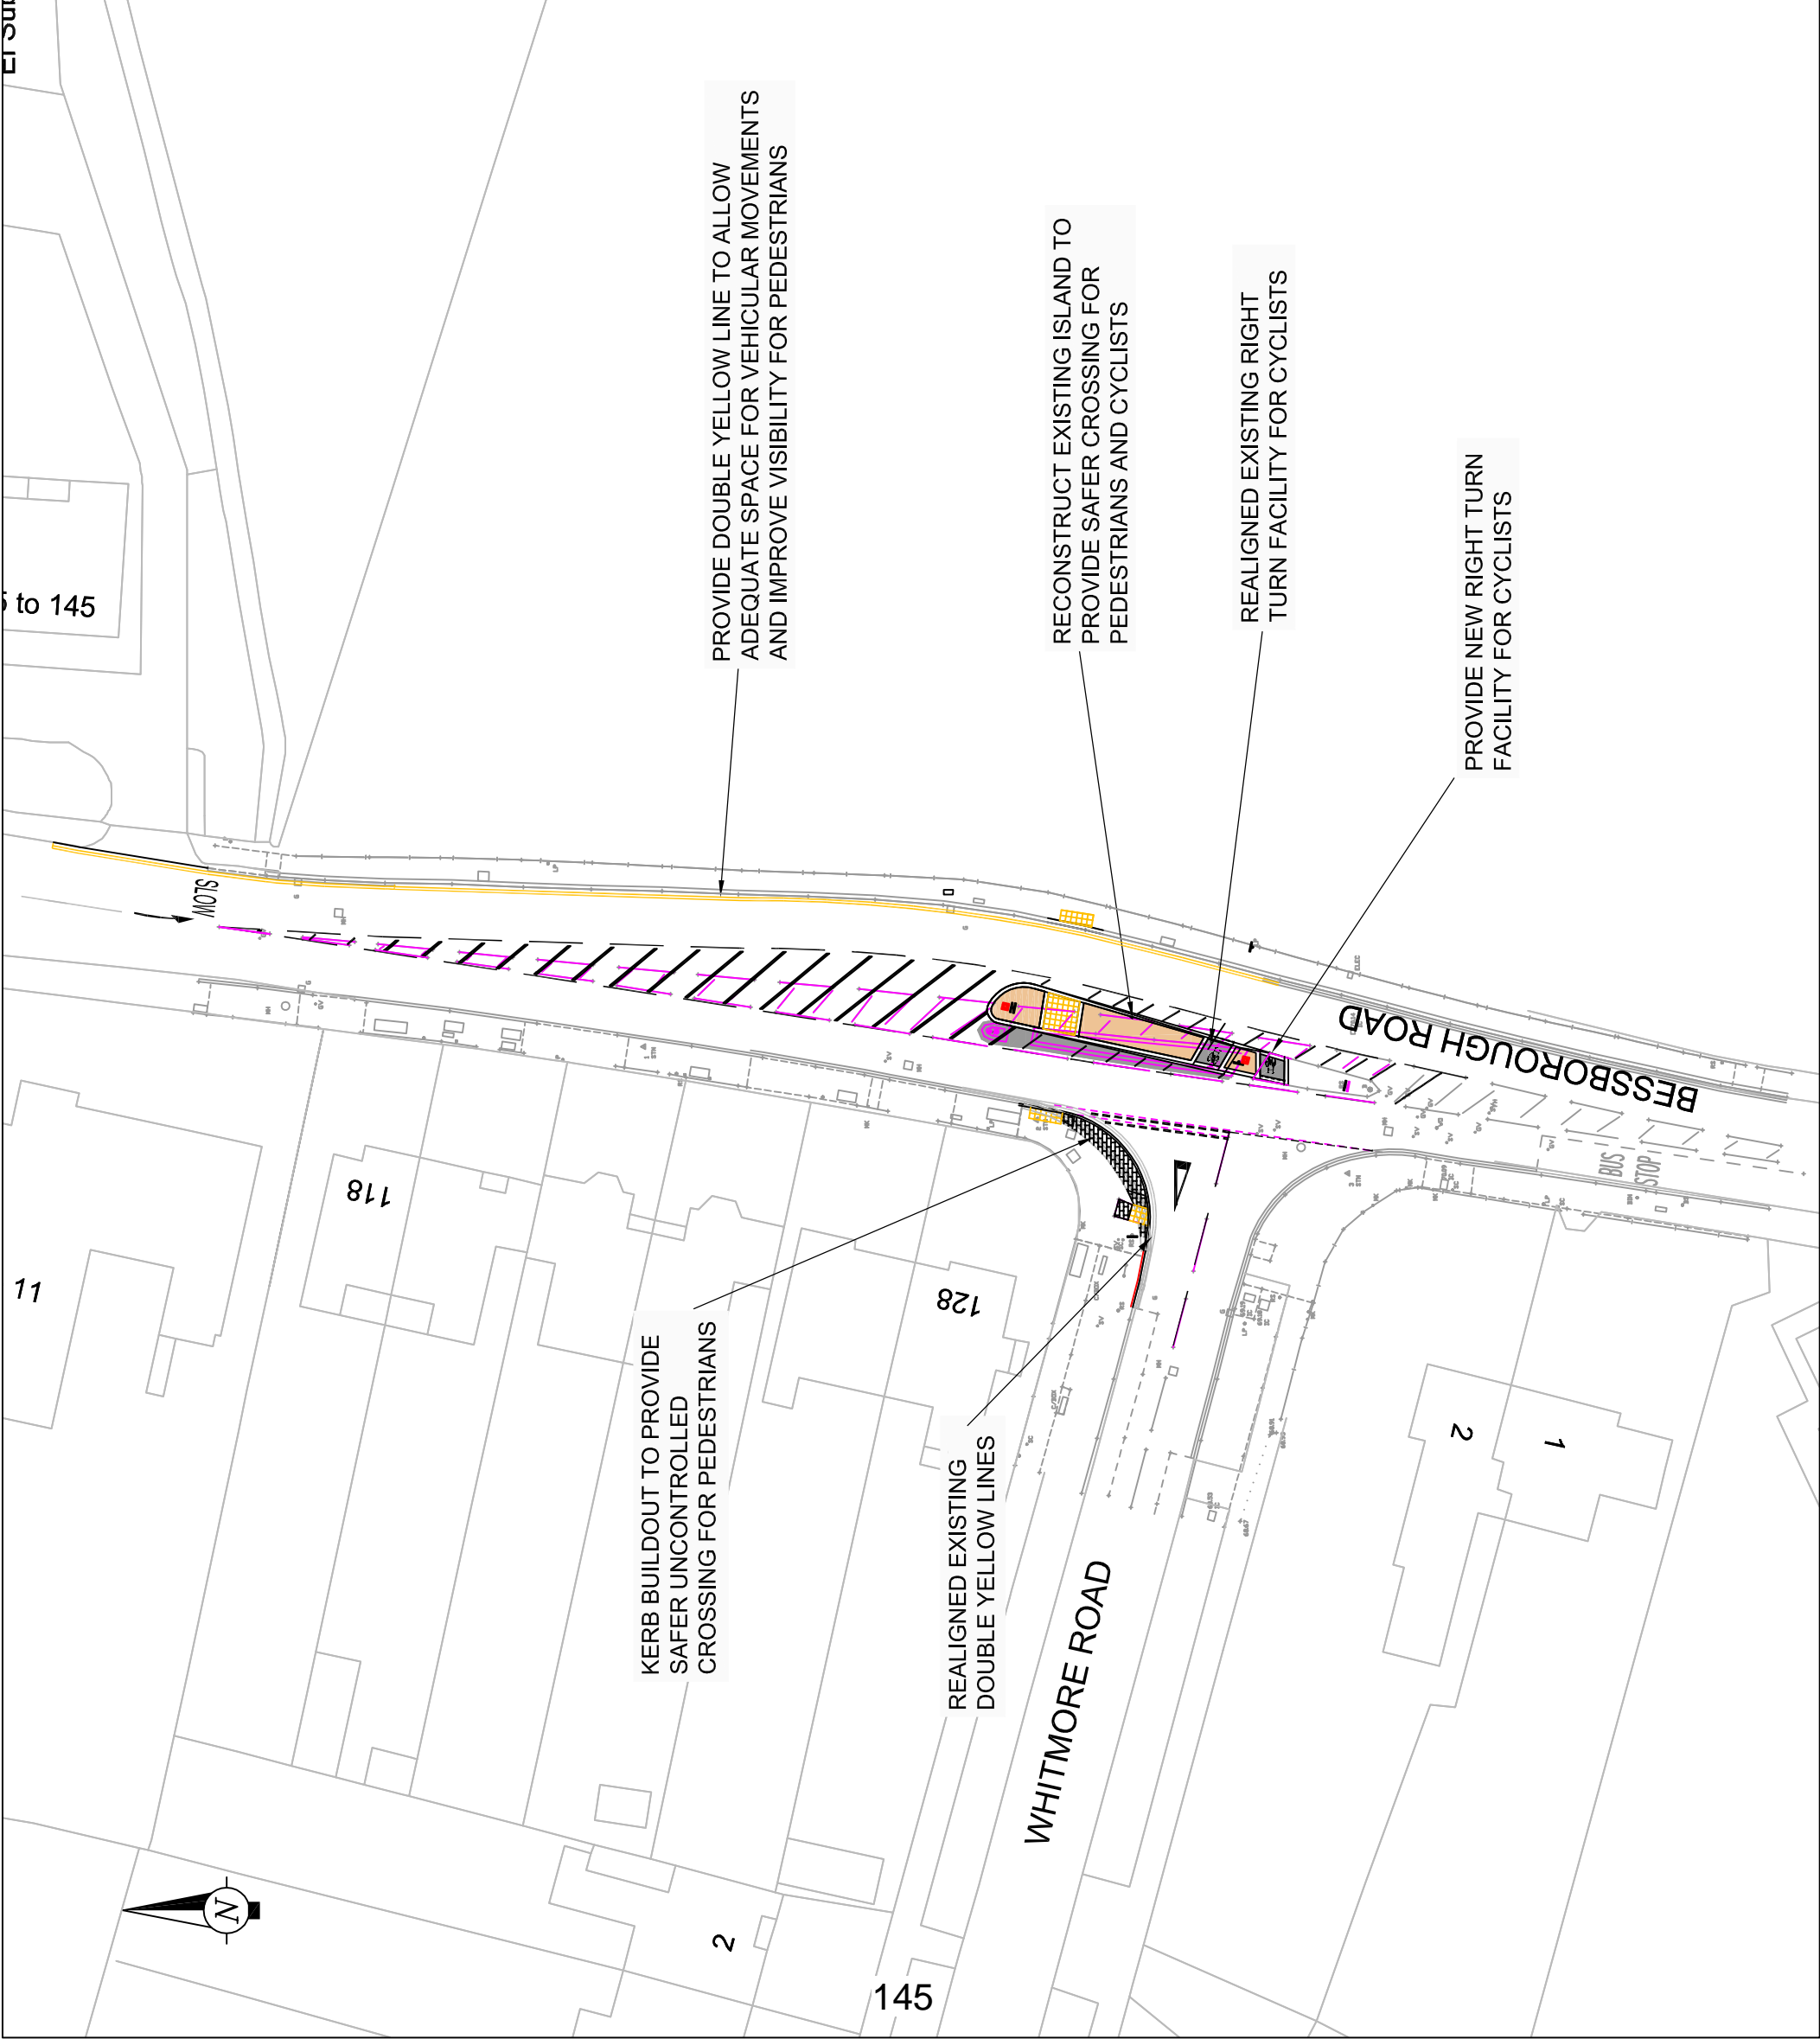 PROVIDE DOUBLE YELLOW LINE TO ALLOW
ADEQUATE SPACE FOR VEHICULAR MOVEMENTS
AND IMPROVE VISIBILITY FOR PEDESTRIANS
RECONSTRUCT EXISTING ISLAND TO
PROVIDE SAFER CROSSING FOR
PEDESTRIANS AND CYCLISTS
REALIGNED EXISTING RIGHT
TURN FACILITY FOR CYCLISTS
PROVIDE NEW RIGHT TURN
FACILITY FOR CYCLISTS
to 145
SLOW
BESSBOROUGH ROAD
BUS
STOP
118
11
128
KERB BUILDOUT TO PROVIDE
SAFER UNCONTROLLED
CROSSING FOR PEDESTRIANS
REALIGNED EXISTING
DOUBLE YELLOW LINES
WHITMORE ROAD
2
1
N
2
145
ELEC